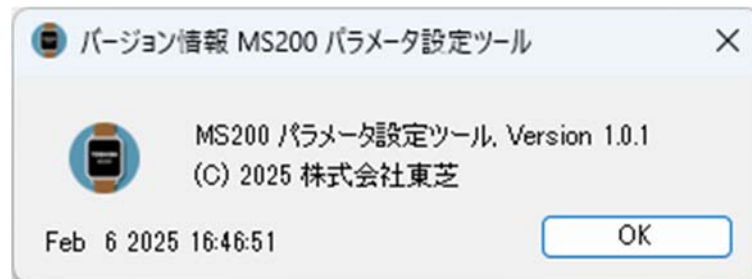 バージョン情報 MS200 パラメータ設定ツール
MS200 パラメータ設定ツール, Version 1.0.1
(C) 2025 株式会社東芝
Feb 6 2025 16:46:51
OK